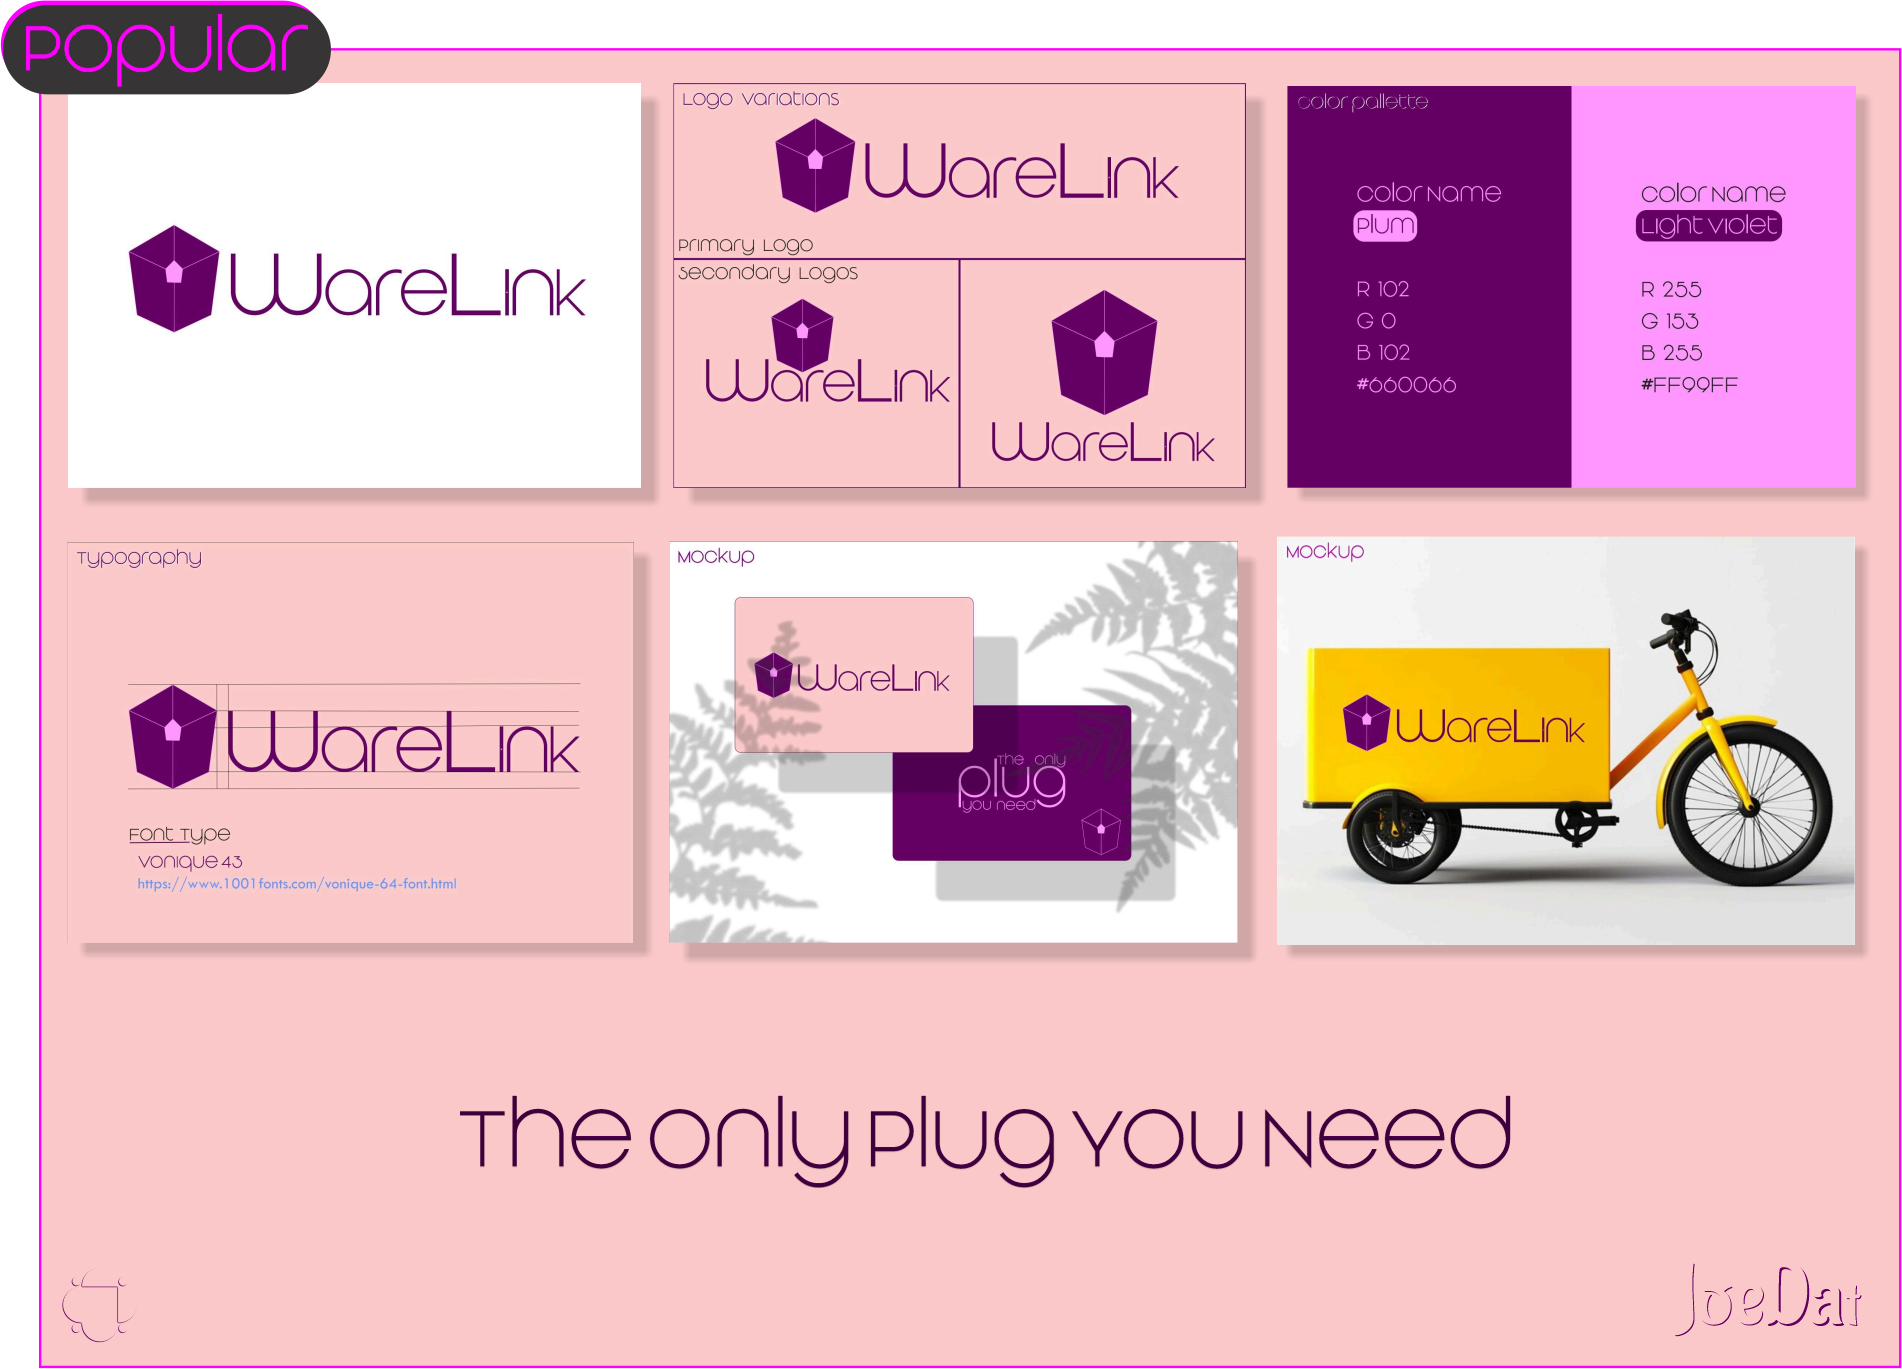 Popular
WareLink
Logo Variations
WareLink
Primary Logo
Secondary Logos
WareLink
WareLink
color pallette
color Name
Plum
R 102
G 0
B 102
#660066
color Name
Light violet
R 255
G 153
B 255
#FF99FF
Typography
WareLink
Font Type
Vonique 43
https://www.1001fonts.com/vonique-64-font.html
Mockup
WareLink
the only
plug
you need
Mockup
WareLink
The only Plug You Need
JoeDat